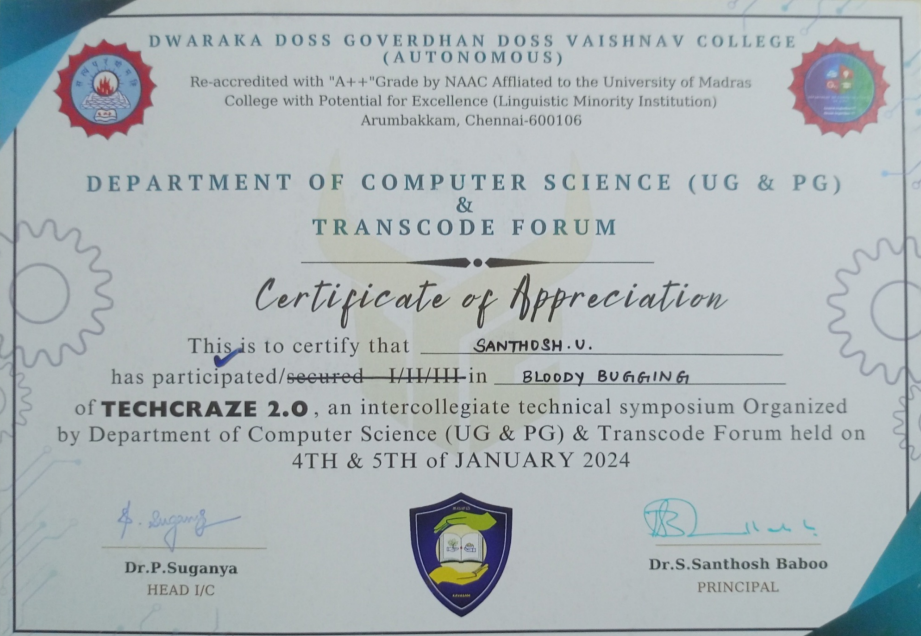 DWARAKA DOSS GOVERDHAN DOSS VAISHNAV COLLEGE
(AUTONOMOUS)
Re-accredited with "A++"Grade by NAAC Affliated to the University of Madras
College with Potential for Excellence (Linguistic Minority Institution)
Arumbakkam, Chennai-600106
DEPARTMENT OF COMPUTER SCIENCE (UG & PG)
&
TRANSCODE FORUM
Certificate of Appreciation
This is to certify that SANTHOSH.U.
has participated/secured I/II/III in BLOODY BUGGING
of TECHCRAZE 2.0, an intercollegiate technical symposium Organized
by Department of Computer Science (UG & PG) & Transcode Forum held on
4TH & 5TH of JANUARY 2024
Dr.P.Suganya
HEAD I/C
Dr.S.Santhosh Baboo
PRINCIPAL